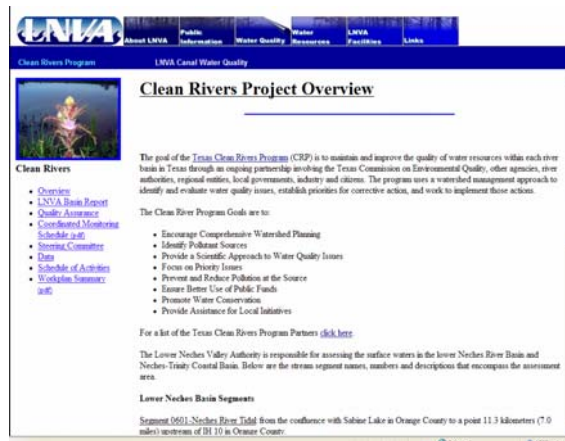 LNVA
About LNVA
Public Information
Water Quality
Water Resources
LNVA Facilities
Links
Clean Rivers Program
LNVA Canal Water Quality
Clean Rivers Project Overview
Clean Rivers
Overview
LNVA Basin Report
Quality Assurance
Coordinated Monitoring
Schedule (pdf)
Steering Committee
Data
Schedule of Activities
Workplan Summary
(pdf)
The goal of the Texas Clean Rivers Program (CRP) is to maintain and improve the quality of water resources within each river
basin in Texas through an ongoing partnership involving the Texas Commission on Environmental Quality, other agencies, river
authorities, regional entities, local governments, industry and citizens. The program uses a watershed management approach to
identify and evaluate water quality issues, establish priorities for corrective action, and work to implement those actions.
The Clean River Program Goals are to:
Encourage Comprehensive Watershed Planning
Identify Pollutant Sources
Provide a Scientific Approach to Water Quality Issues
Focus on Priority Issues
Prevent and Reduce Pollution at the Source
Ensure Better Use of Public Funds
Promote Water Conservation
Provide Assistance for Local Initiatives
For a list of the Texas Clean Rivers Program Partners click here.
The Lower Neches Valley Authority is responsible for assessing the surface waters in the lower Neches River Basin and
Neches-Trinity Coastal Basin. Below are the stream segment names, numbers and descriptions that encompass the assessment
area.
Lower Neches Basin Segments
Segment 0601-Neches River Tidal from the confluence with Sabine Lake in Orange County to a point 11.3 kilometers (7.0
miles) upstream of IH 10 in Orange County.